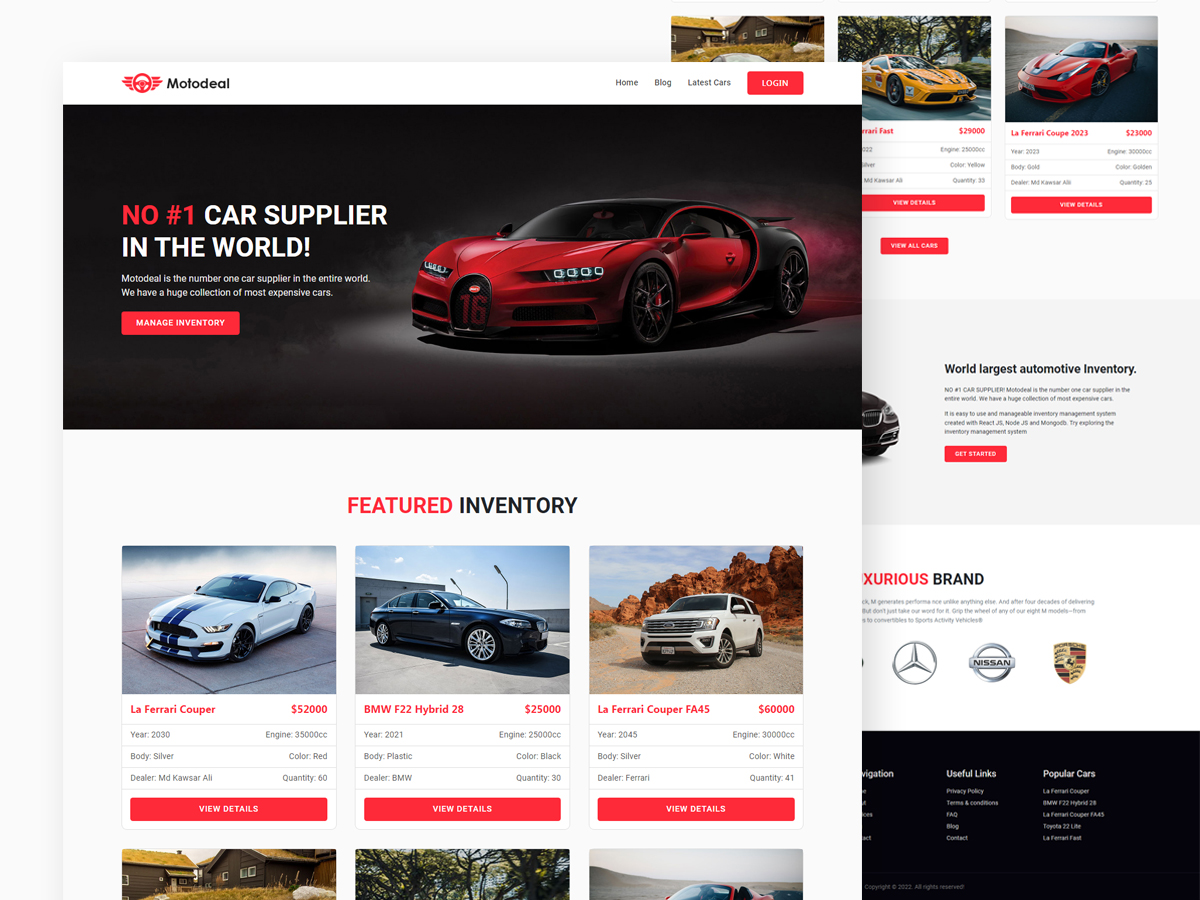 Motodeal
Home Blog Latest Cars LOGIN
NO #1 CAR SUPPLIER
IN THE WORLD!
Motodeal is the number one car supplier in the entire world.
We have a huge collection of most expensive cars.
MANAGE INVENTORY
16
FEATURED INVENTORY
La Ferrari Couper $52000
Year: 2030 Engine: 35000cc
Body: Silver Color: Red
Dealer: Md Kawsar Ali Quantity: 60
VIEW DETAILS
BMW F22 Hybrid 28 $25000
Year: 2021 Engine: 25000cc
Body: Plastic Color: Black
Dealer: BMW Quantity: 30
VIEW DETAILS
La Ferrari Couper FA45 $60000
Year: 2045 Engine: 30000cc
Body: Silver Color: White
Dealer: Ferrari Quantity: 41
VIEW DETAILS
rrari Fast $29000
022 Engine: 25000cc
ilver Color: Yellow
Md Kawsar Ali Quantity: 33
VIEW DETAILS
La Ferrari Coupe 2023 $23000
Year: 2023 Engine: 30000cc
Body: Gold Color: Golden
Dealer: Md Kawsar Alii Quantity: 25
VIEW DETAILS
VIEW ALL CARS
World largest automotive Inventory.
NO #1 CAR SUPPLIER! Motodeal is the number one car supplier in the
entire world. We have a huge collection of most expensive cars.
It is easy to use and manageable inventory management system
created with React JS, Node JS and Mongodb. Try exploring the
inventory management system
GET STARTED
XURIOUS BRAND
ck, M generates performa nce unlike anything else. And after four decades of delivering
But don't just take our word for it. Grip the wheel of any of our eight M models—from
s to convertibles to Sports Activity Vehicles®
NISSAN
vigation
e
ut
ices
act
Useful Links
Privacy Policy
Terms & conditions
FAQ
Blog
Contact
Popular Cars
La Ferrari Couper
BMW F22 Hybrid 28
La Ferrari Couper FA45
Toyota 22 Lite
La Ferrari Fast
Copyright © 2022. All rights reserved!